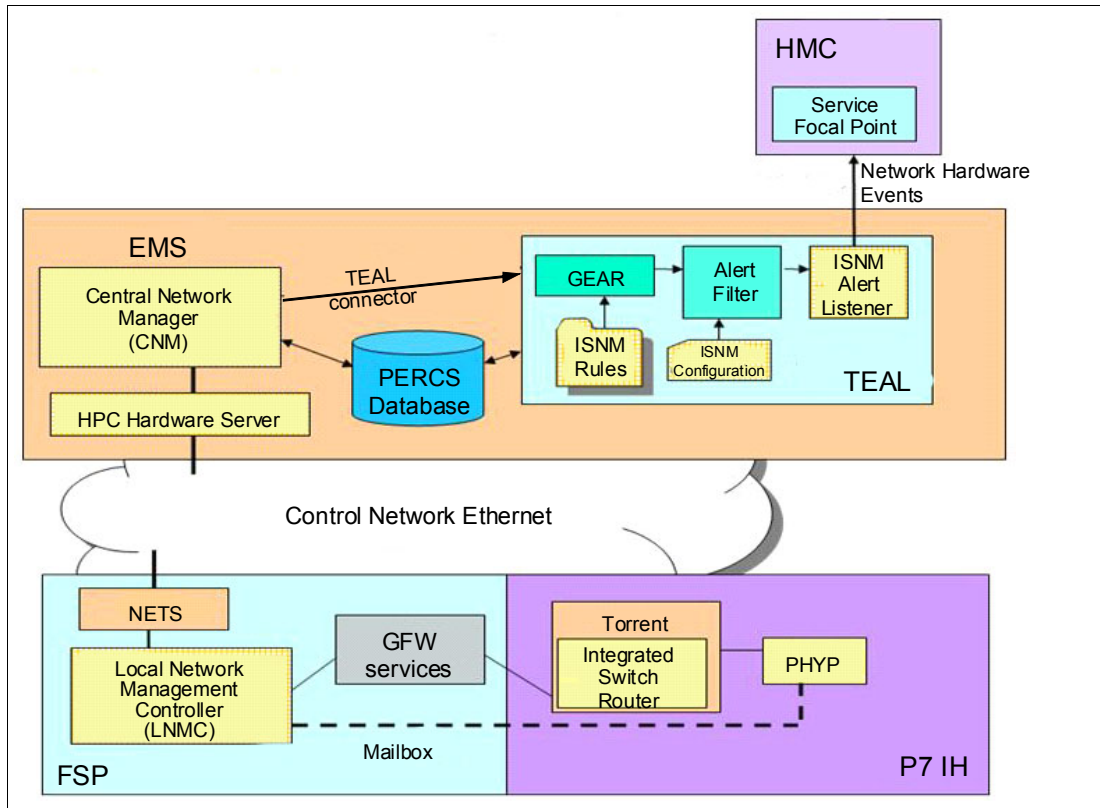 HMC
Service
Focal Point
Network Hardware
Events
EMS
Central Network
Manager
(CNM)
TEAL
connector
GEAR
Alert
Filter
ISNM
Alert
Listener
ISNM
Rules
ISNM
Configuration
TEAL
PERCS
Database
HPC Hardware Server
Control Network Ethernet
NETS
Local Network
Management
Controller
(LNMC)
GFW
services
Mailbox
FSP
Torrent
Integrated
Switch
Router
PHYP
P7 IH